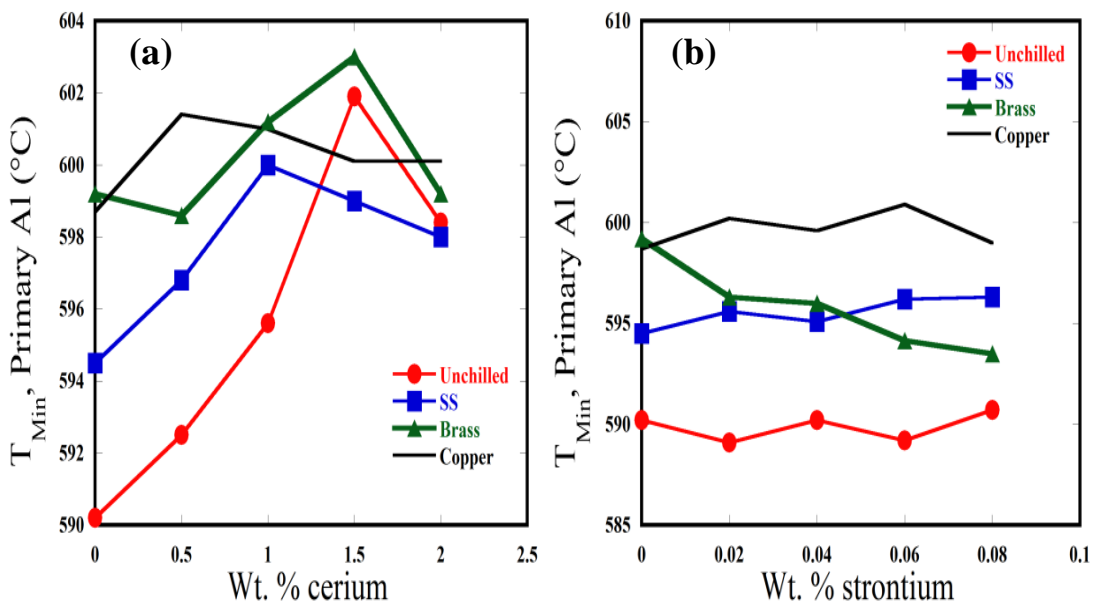 (a)
T_Min, Primary Al (°C)
604
602
600
598
596
594
592
590
0
0.5
1
1.5
2
2.5
Wt. % cerium
Unchilled
SS
Brass
Copper
(b)
T_Min, Primary Al (°C)
610
605
600
595
590
585
0
0.02
0.04
0.06
0.08
0.1
Wt. % strontium
Unchilled
SS
Brass
Copper